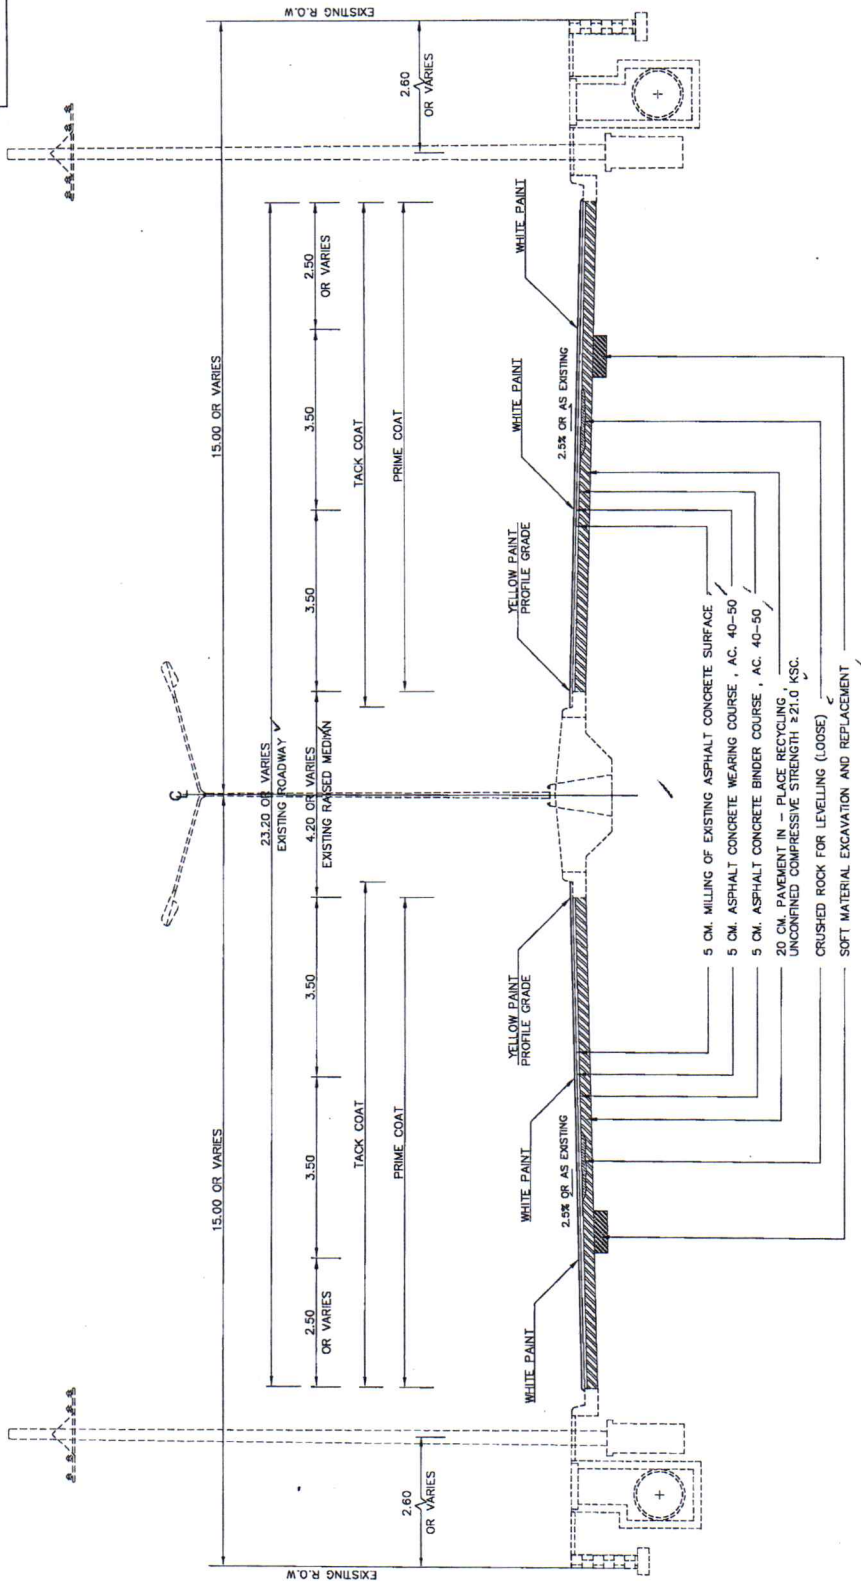 EXISTING R.O.W
EXISTING R.O.W
15.00 OR VARIES
15.00 OR VARIES
C
L
23.20 OR VARIES
EXISTING ROADWAY
2.50
OR VARIES
3.50
3.50
4.20 OR VARIES
EXISTING RAISED MEDIAN
3.50
3.50
2.50
OR VARIES
TACK COAT
TACK COAT
PRIME COAT
PRIME COAT
2.60
OR VARIES
2.60
OR VARIES
WHITE PAINT
WHITE PAINT
YELLOW PAINT
PROFILE GRADE
YELLOW PAINT
PROFILE GRADE
WHITE PAINT
WHITE PAINT
2.5% OR AS EXISTING
2.5% OR AS EXISTING
5 CM. MILLING OF EXISTING ASPHALT CONCRETE SURFACE
5 CM. ASPHALT CONCRETE WEARING COURSE , AC. 40-50
5 CM. ASPHALT CONCRETE BINDER COURSE , AC. 40-50
20 CM. PAVEMENT IN - PLACE RECYCLING ,
UNCONFINED COMPRESSIVE STRENGTH ≥21.0 KSC.
CRUSHED ROCK FOR LEVELLING (LOOSE)
SOFT MATERIAL EXCAVATION AND REPLACEMENT